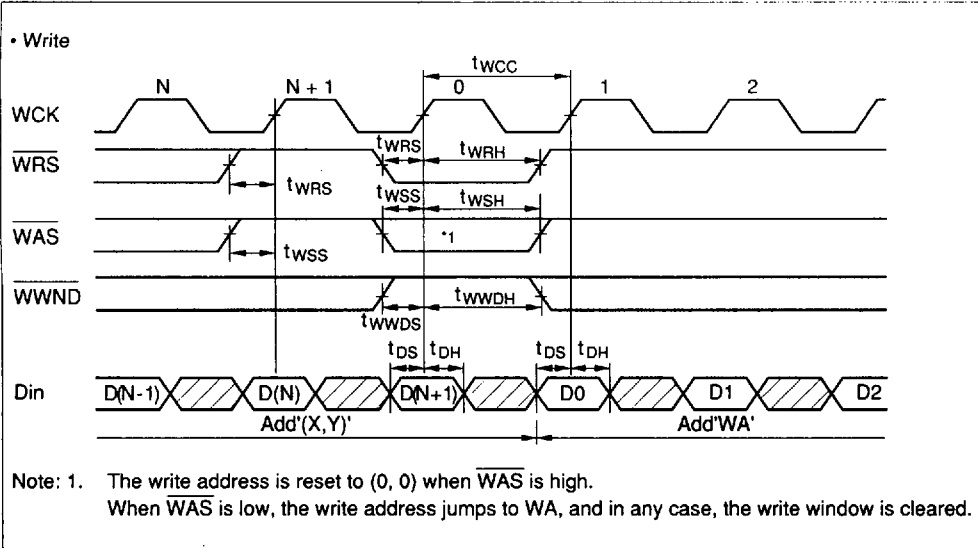 • Write
tWCC
N N + 1 0 1 2
WCK
tWRS tWRH
WRS
tWRS
tWSS tWSH
WAS *1
tWSS
WWND tWWDH
tWWDS
tDS tDH tDS tDH
Din D(N-1) D(N) D(N+1) D0 D1 D2
Add'(X,Y)' Add'WA'
Note: 1. The write address is reset to (0, 0) when WAS is high.
When WAS is low, the write address jumps to WA, and in any case, the write window is cleared.